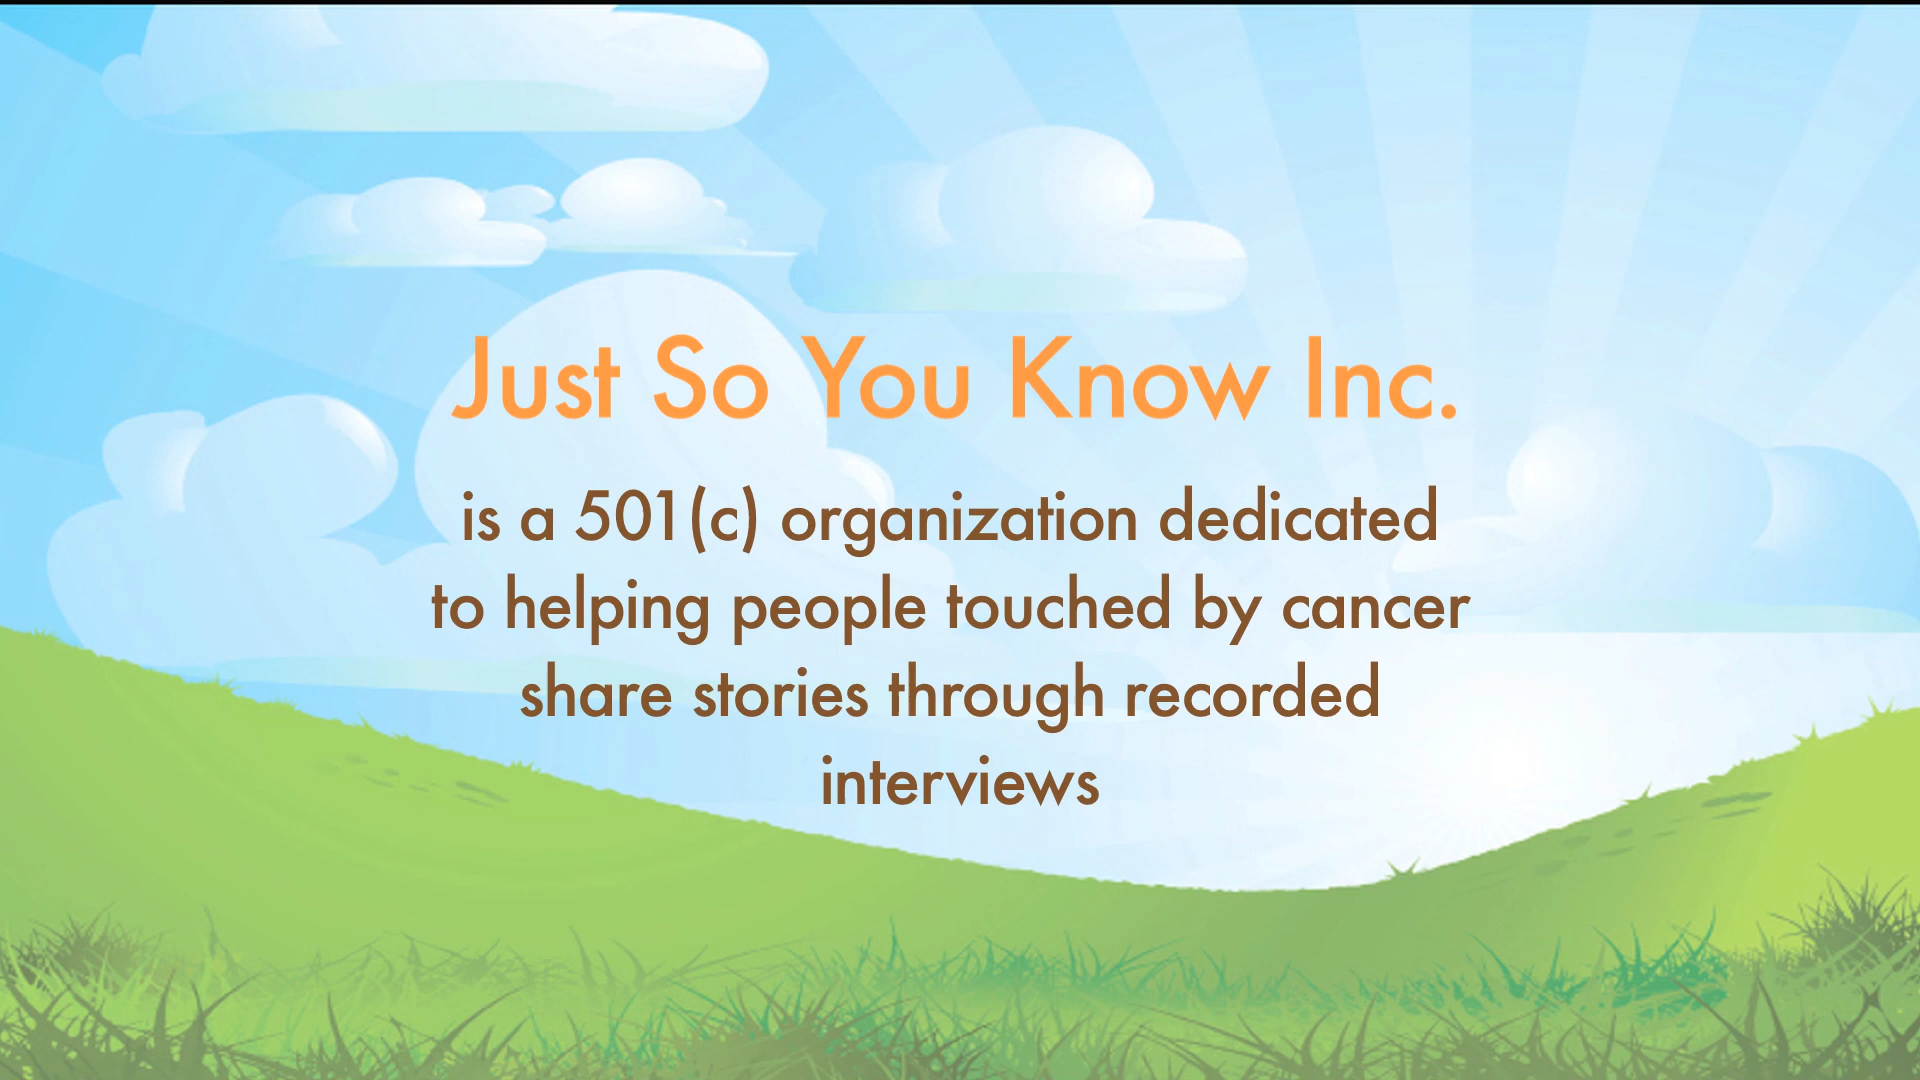 Just So You Know Inc.
is a 501(c) organization dedicated
to helping people touched by cancer
share stories through recorded
interviews